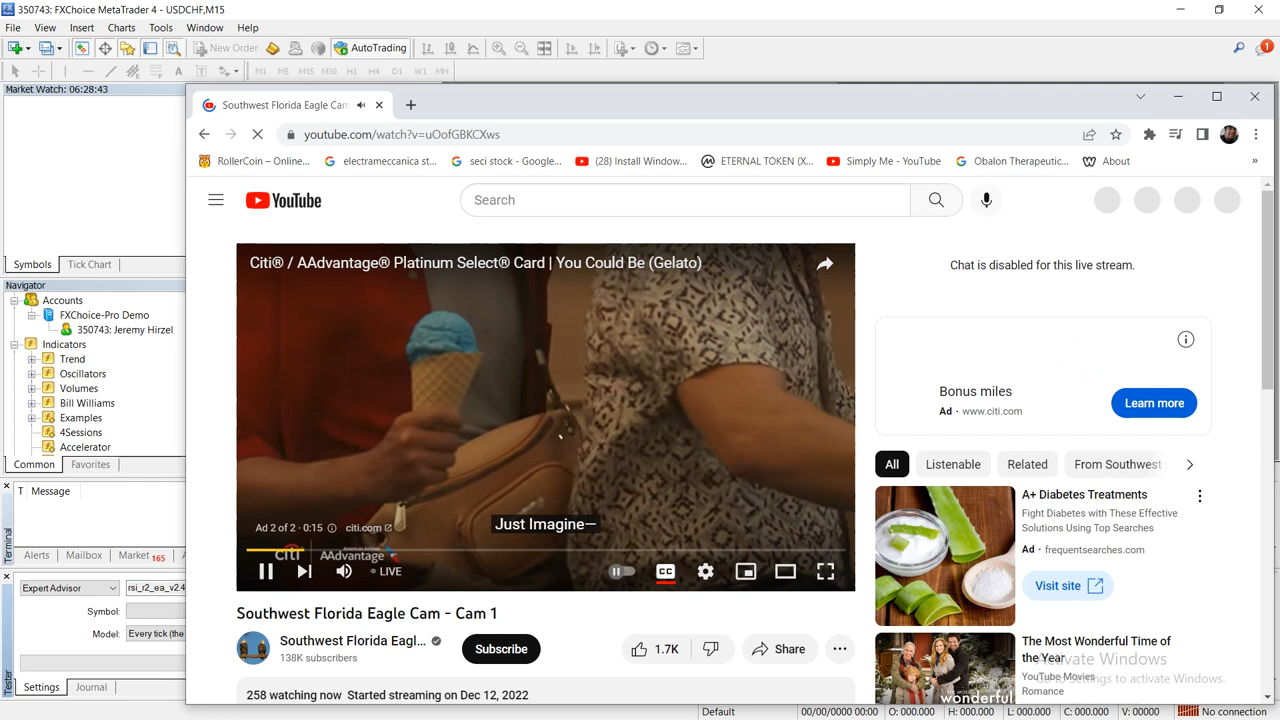 350743: FXChoice MetaTrader 4 - USDCHF,M15
File View Insert Charts Tools Window Help
New Order AutoTrading
1
M1 M5 M15 M30 H1 H4 D1 W1 MN
Market Watch: 06:28:43
Symbols Tick Chart
Navigator
Accounts
FXChoice-Pro Demo
350743: Jeremy Hirzel
Indicators
Trend
Oscillators
Volumes
Bill Williams
Examples
4Sessions
Accelerator
Common Favorites
T Message
Terminal
Alerts Mailbox Market 165
Expert Advisor rsi_r2_ea_v2.4
Symbol:
Model: Every tick (the
Tester
Settings Journal
Southwest Florida Eagle Cam
youtube.com/watch?v=uOofGBKCXws
RollerCoin – Online...
electrameccanica st...
seci stock - Google...
(28) Install Window...
ETERNAL TOKEN (X...
Simply Me - YouTube
Obalon Therapeutic...
About
»
YouTube
Search
Citi® / AAdvantage® Platinum Select® Card | You Could Be (Gelato)
Just Imagine—
Ad 2 of 2 · 0:15 citi.com
citi AAdvantage
LIVE
CC
Southwest Florida Eagle Cam - Cam 1
Southwest Florida Eagl...
138K subscribers
Subscribe
1.7K
Share
258 watching now Started streaming on Dec 12, 2022
Chat is disabled for this live stream.
Bonus miles
Ad · www.citi.com
Learn more
All Listenable Related From Southwest
A+ Diabetes Treatments
Fight Diabetes with These Effective
Solutions Using Top Searches
Ad · frequentsearches.com
Visit site
wonderful
The Most Wonderful Time of
the Year
YouTube Movies
Romance
Activate Windows
Go to Settings to activate Windows.
Default 00/00/0000 00:00 O: 000.000 H: 000.000 L: 000.000 C: 000.000 V: 00000 No connection